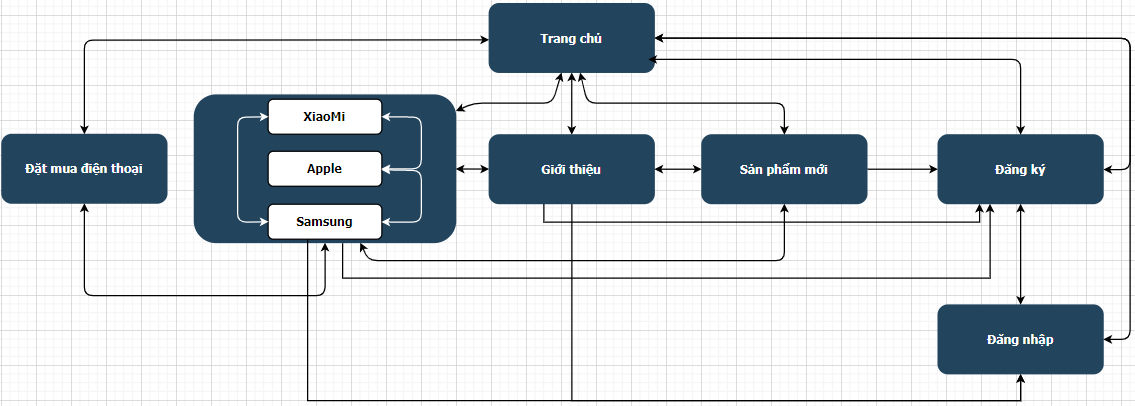 Trang chủ
XiaoMi
Apple
Samsung
Đặt mua điện thoại
Giới thiệu
Sản phẩm mới
Đăng ký
Đăng nhập